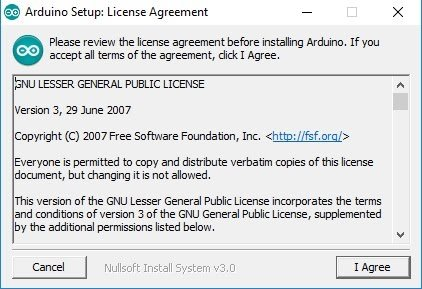 Arduino Setup: License Agreement
Please review the license agreement before installing Arduino. If you
accept all terms of the agreement, click I Agree.
GNU LESSER GENERAL PUBLIC LICENSE
Version 3, 29 June 2007
Copyright (C) 2007 Free Software Foundation, Inc. <http://fsf.org/>
Everyone is permitted to copy and distribute verbatim copies of this license
document, but changing it is not allowed.
This version of the GNU Lesser General Public License incorporates the terms
and conditions of version 3 of the GNU General Public License, supplemented
by the additional permissions listed below.
Cancel
Nullsoft Install System v3.0
I Agree